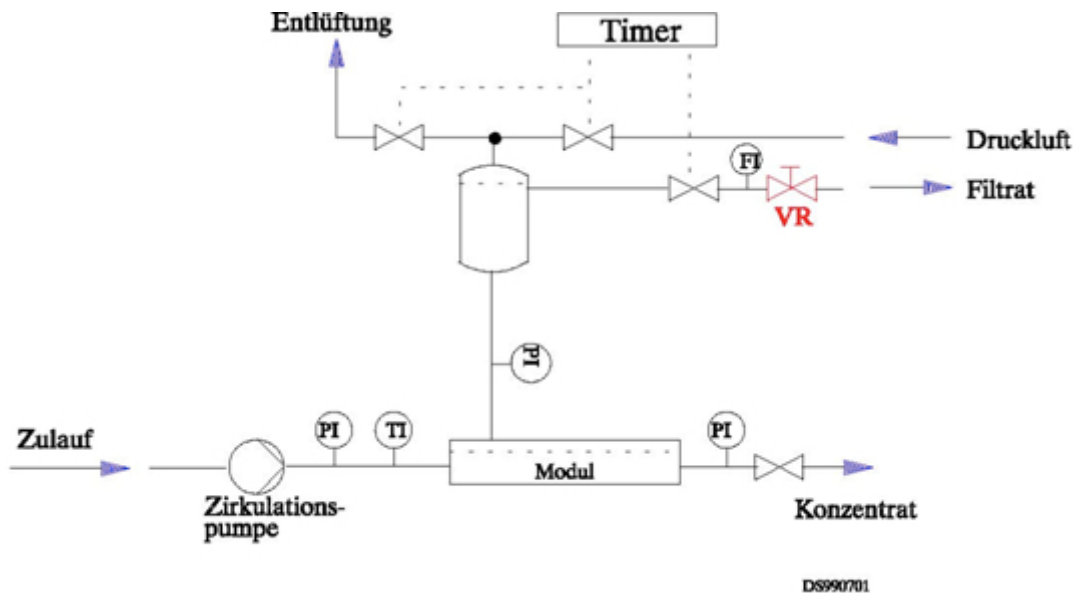 Entlüftung
Timer
Druckluft
FI
Filtrat
VR
PI
Zulauf
PI
TI
PI
Modul
Zirkulations-
pumpe
Konzentrat
DS990701